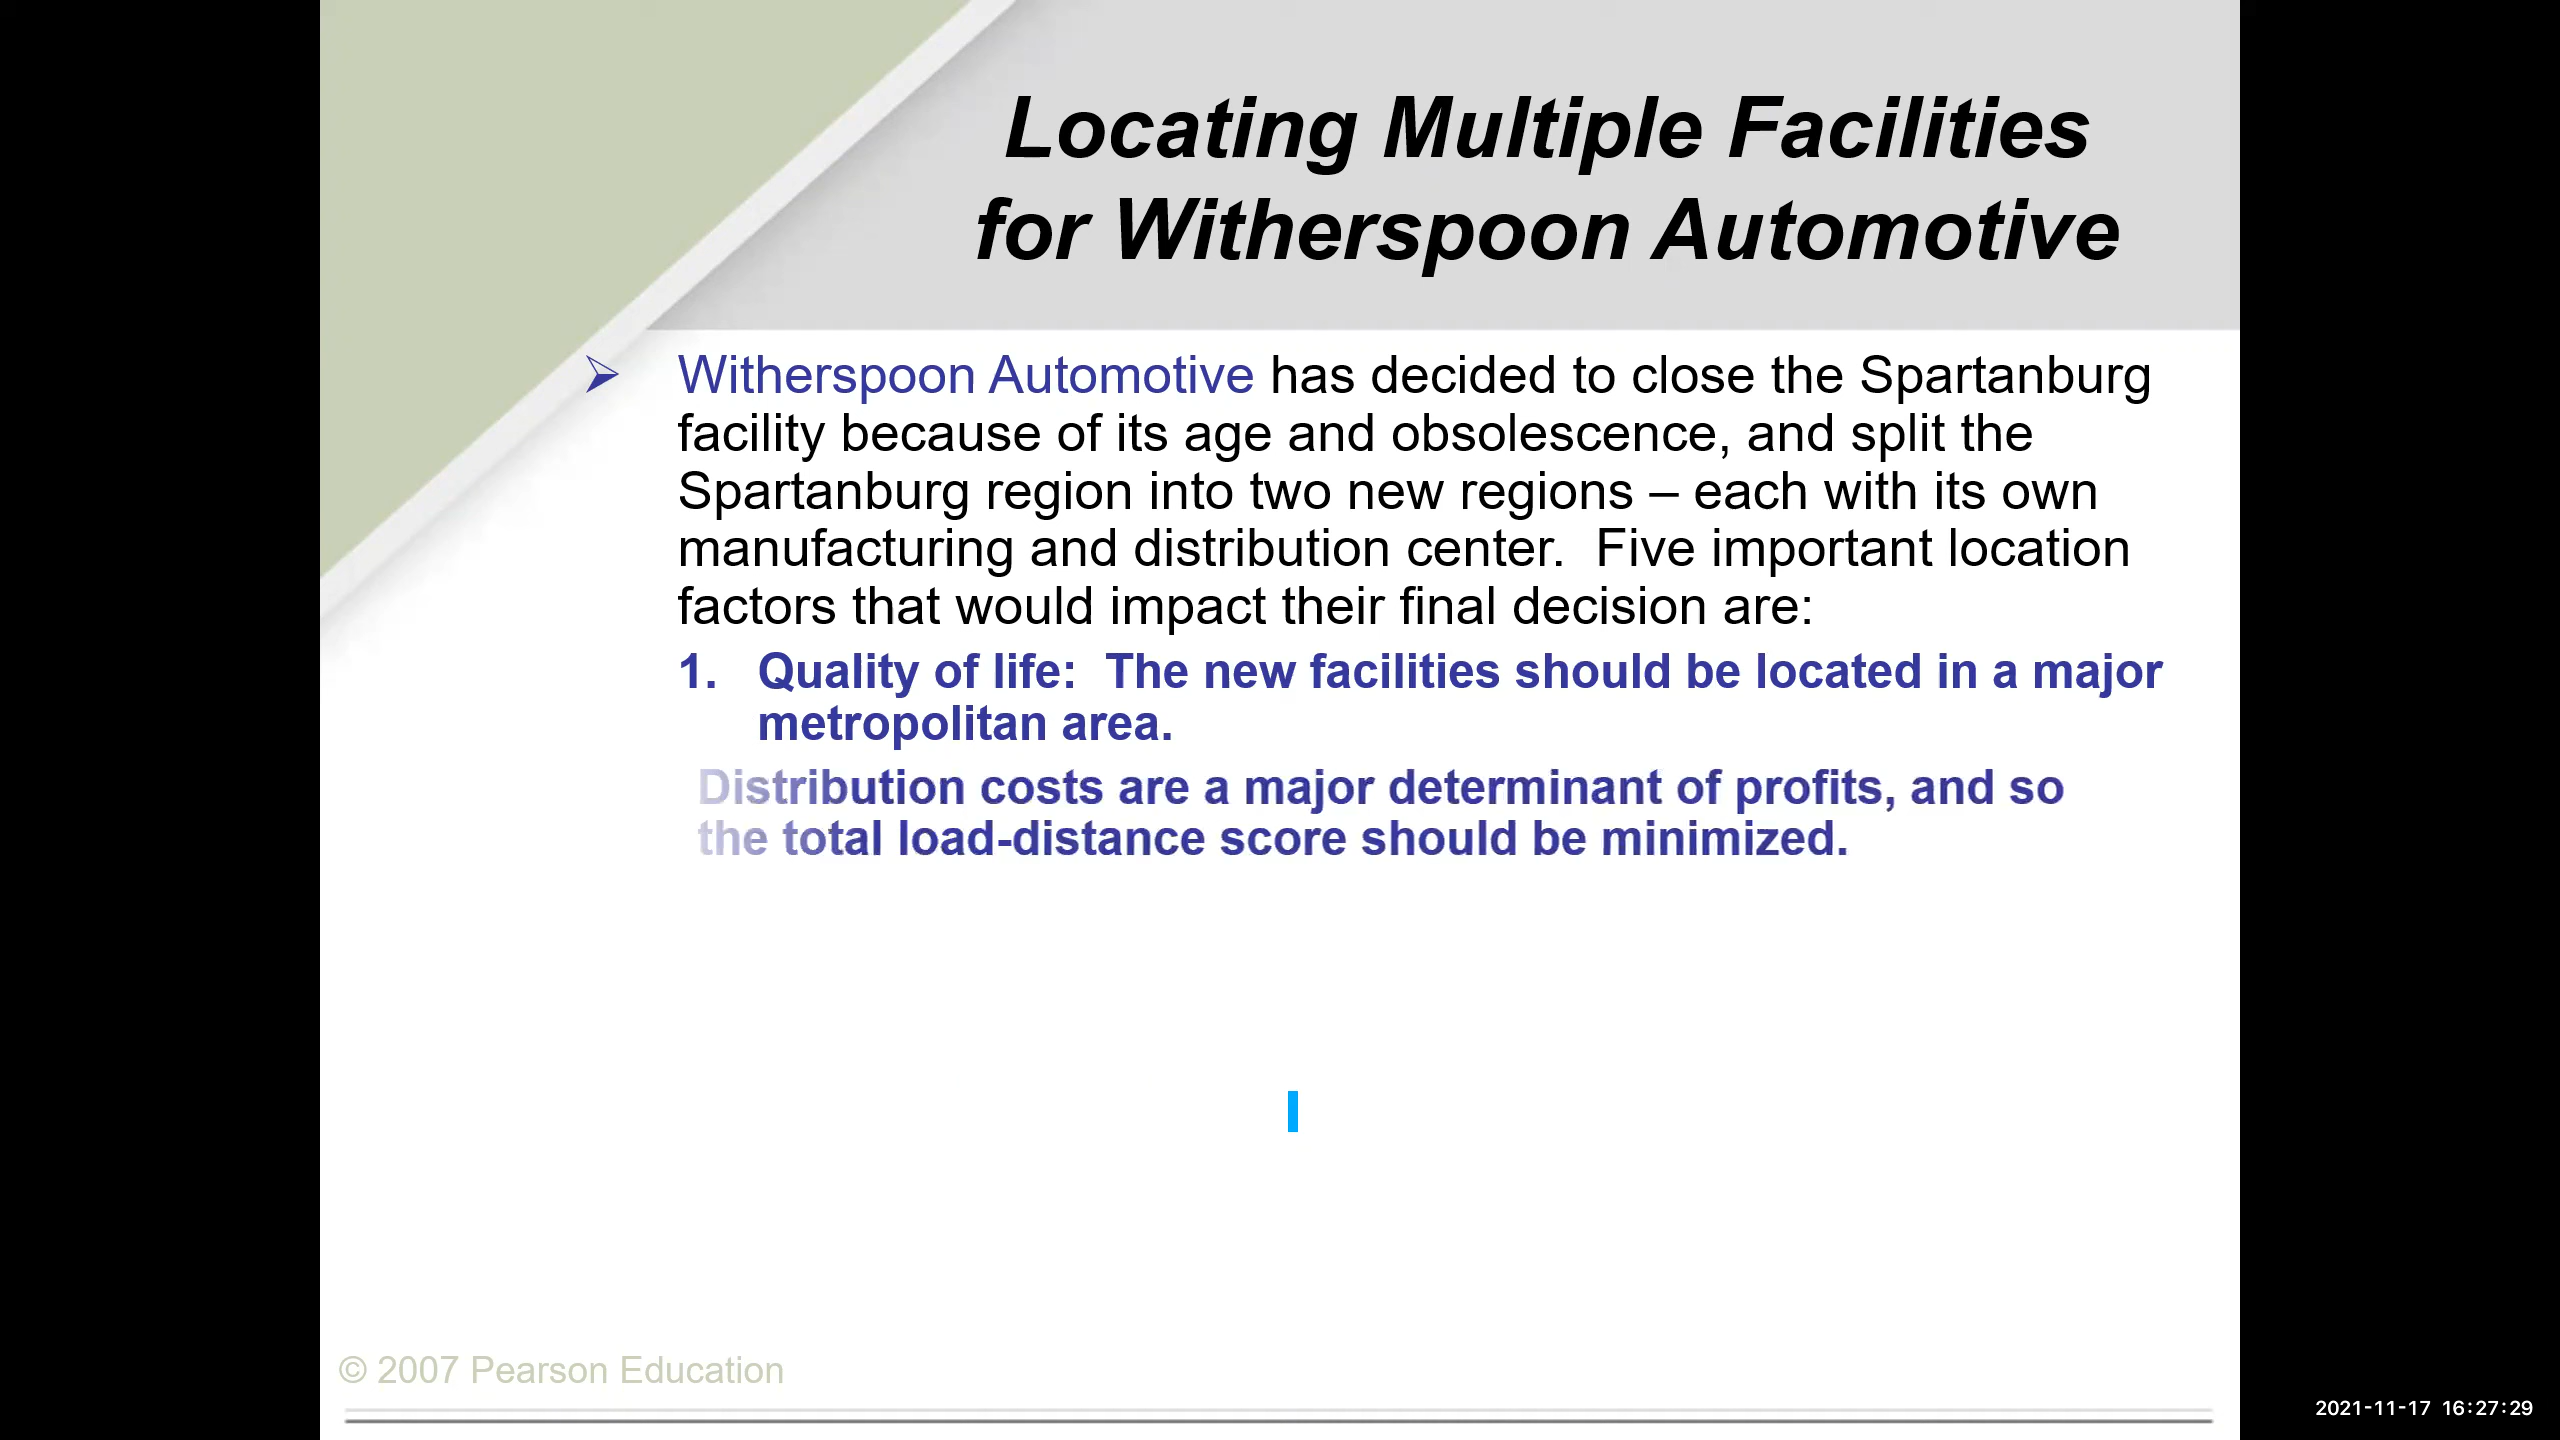 Locating Multiple Facilities
for Witherspoon Automotive
Witherspoon Automotive has decided to close the Spartanburg
facility because of its age and obsolescence, and split the
Spartanburg region into two new regions – each with its own
manufacturing and distribution center.  Five important location
factors that would impact their final decision are:
1. Quality of life:  The new facilities should be located in a major
metropolitan area.
Distribution costs are a major determinant of profits, and so
the total load-distance score should be minimized.
© 2007 Pearson Education
2021-11-17 16:27:29